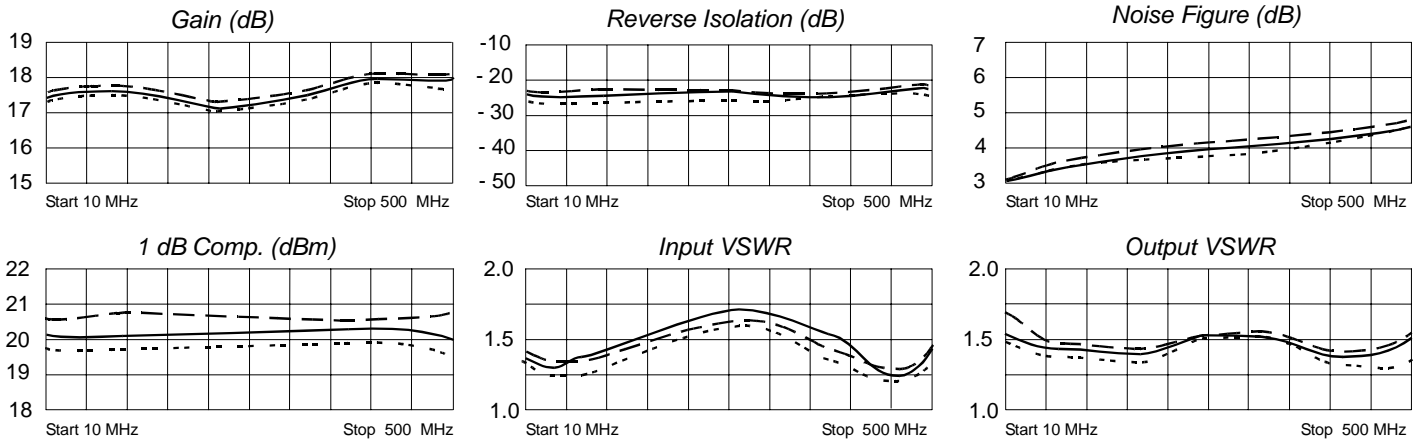 Gain (dB)
19
18
17
16
15
Start 10 MHz
Stop 500 MHz
Reverse Isolation (dB)
-10
- 20
- 30
- 40
- 50
Start 10 MHz
Stop 500 MHz
Noise Figure (dB)
7
6
5
4
3
Start 10 MHz
Stop 500 MHz
1 dB Comp. (dBm)
22
21
20
19
18
Start 10 MHz
Stop 500 MHz
Input VSWR
2.0
1.5
1.0
Start 10 MHz
Stop 500 MHz
Output VSWR
2.0
1.5
1.0
Start 10 MHz
Stop 500 MHz